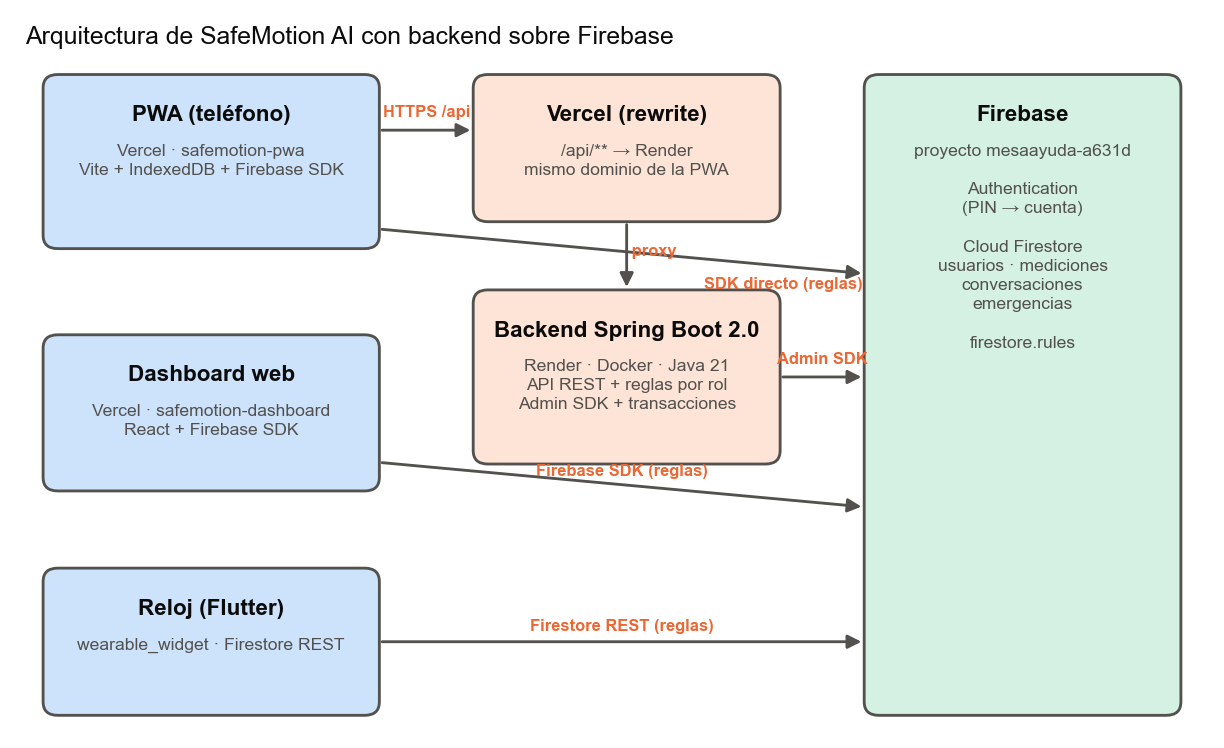 Arquitectura de SafeMotion AI con backend sobre Firebase
PWA (teléfono)
Vercel · safemotion-pwa
Vite + IndexedDB + Firebase SDK
HTTPS /api
Vercel (rewrite)
/api/** → Render
mismo dominio de la PWA
proxy
SDK directo (reglas)
Backend Spring Boot 2.0
Render · Docker · Java 21
API REST + reglas por rol
Admin SDK + transacciones
Admin SDK
Firebase
proyecto mesaayuda-a631d
Authentication
(PIN → cuenta)
Cloud Firestore
usuarios · mediciones
conversaciones
emergencias
firestore.rules
Dashboard web
Vercel · safemotion-dashboard
React + Firebase SDK
Firebase SDK (reglas)
Reloj (Flutter)
wearable_widget · Firestore REST
Firestore REST (reglas)